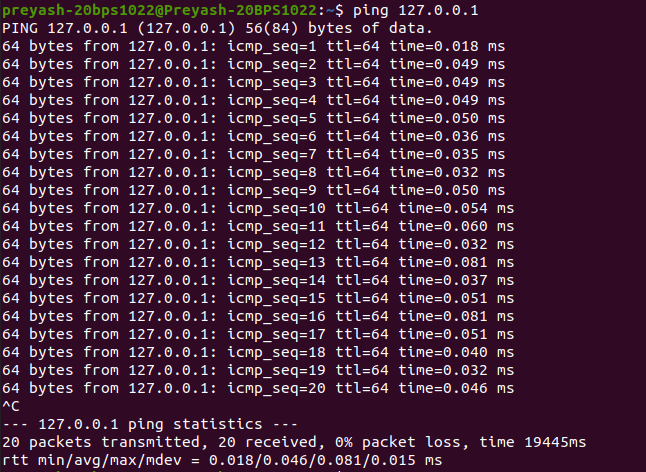 preyash-20bps1022@Preyash-20BPS1022:~$ ping 127.0.0.1
PING 127.0.0.1 (127.0.0.1) 56(84) bytes of data.
64 bytes from 127.0.0.1: icmp_seq=1 ttl=64 time=0.018 ms
64 bytes from 127.0.0.1: icmp_seq=2 ttl=64 time=0.049 ms
64 bytes from 127.0.0.1: icmp_seq=3 ttl=64 time=0.049 ms
64 bytes from 127.0.0.1: icmp_seq=4 ttl=64 time=0.049 ms
64 bytes from 127.0.0.1: icmp_seq=5 ttl=64 time=0.050 ms
64 bytes from 127.0.0.1: icmp_seq=6 ttl=64 time=0.036 ms
64 bytes from 127.0.0.1: icmp_seq=7 ttl=64 time=0.035 ms
64 bytes from 127.0.0.1: icmp_seq=8 ttl=64 time=0.032 ms
64 bytes from 127.0.0.1: icmp_seq=9 ttl=64 time=0.050 ms
64 bytes from 127.0.0.1: icmp_seq=10 ttl=64 time=0.054 ms
64 bytes from 127.0.0.1: icmp_seq=11 ttl=64 time=0.060 ms
64 bytes from 127.0.0.1: icmp_seq=12 ttl=64 time=0.032 ms
64 bytes from 127.0.0.1: icmp_seq=13 ttl=64 time=0.081 ms
64 bytes from 127.0.0.1: icmp_seq=14 ttl=64 time=0.037 ms
64 bytes from 127.0.0.1: icmp_seq=15 ttl=64 time=0.051 ms
64 bytes from 127.0.0.1: icmp_seq=16 ttl=64 time=0.081 ms
64 bytes from 127.0.0.1: icmp_seq=17 ttl=64 time=0.051 ms
64 bytes from 127.0.0.1: icmp_seq=18 ttl=64 time=0.040 ms
64 bytes from 127.0.0.1: icmp_seq=19 ttl=64 time=0.032 ms
64 bytes from 127.0.0.1: icmp_seq=20 ttl=64 time=0.046 ms
^C
--- 127.0.0.1 ping statistics ---
20 packets transmitted, 20 received, 0% packet loss, time 19445ms
rtt min/avg/max/mdev = 0.018/0.046/0.081/0.015 ms